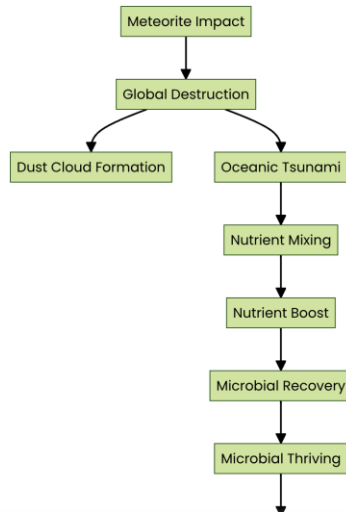 Meteorite Impact
Global Destruction
Dust Cloud Formation
Oceanic Tsunami
Nutrient Mixing
Nutrient Boost
Microbial Recovery
Microbial Thriving